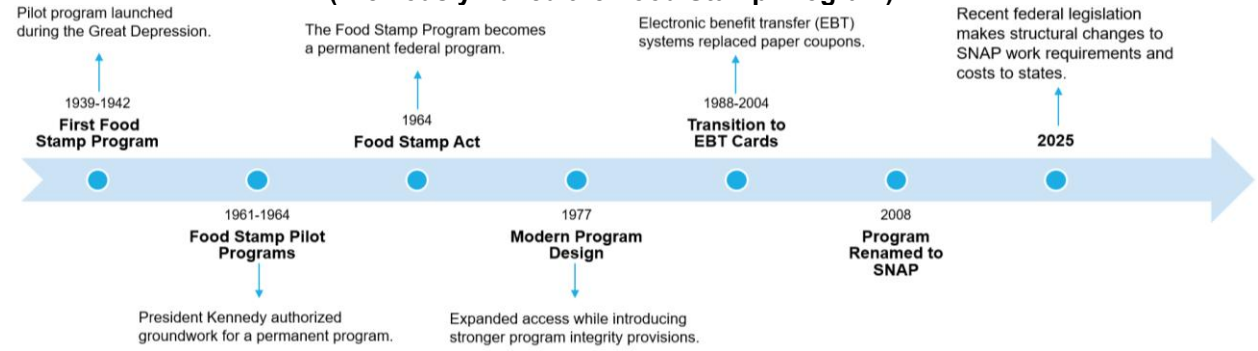 Pilot program launched
during the Great Depression.
1939-1942
First Food
Stamp Program
1961-1964
Food Stamp Pilot
Programs
President Kennedy authorized
groundwork for a permanent program.
The Food Stamp Program becomes
a permanent federal program.
1964
Food Stamp Act
1977
Modern Program
Design
Expanded access while introducing
stronger program integrity provisions.
Electronic benefit transfer (EBT)
systems replaced paper coupons.
1988-2004
Transition to
EBT Cards
2008
Program
Renamed to
SNAP
Recent federal legislation
makes structural changes to
SNAP work requirements and
costs to states.
2025